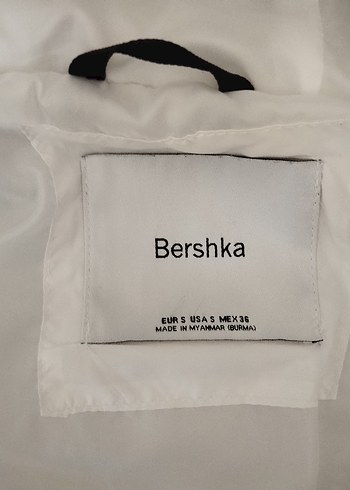 Bershka
EUR S USA S MEX 36
MADE IN MYANMAR (BURMA)